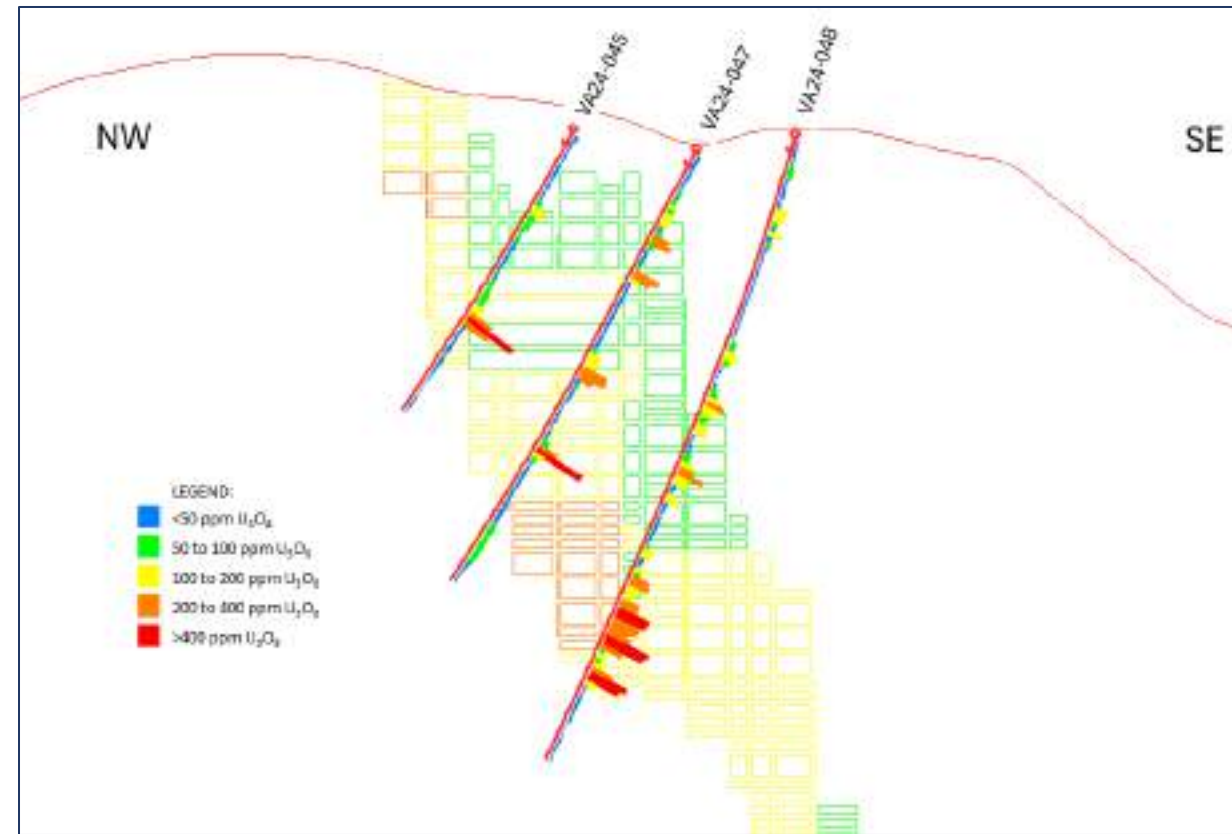 VA24-045
VA24-047
VA24-048
NW
SE
LEGEND:
<50 ppm U₃O₈
50 to 100 ppm U₃O₈
100 to 200 ppm U₃O₈
200 to 400 ppm U₃O₈
>400 ppm U₃O₈